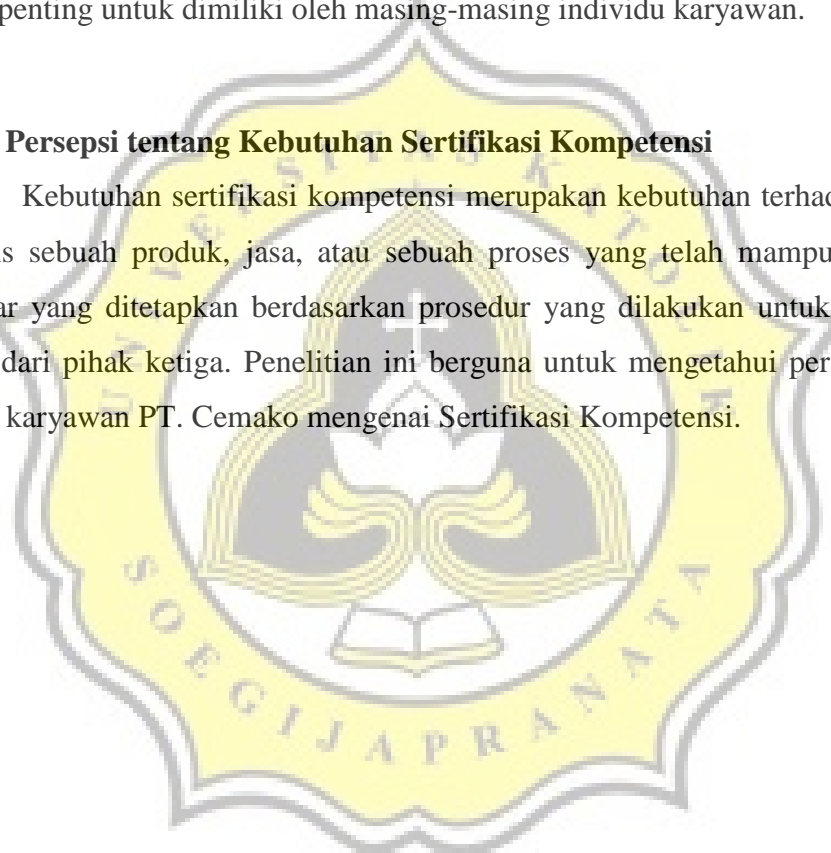 penting untuk dimiliki oleh masing-masing individu karyawan.
Persepsi tentang Kebutuhan Sertifikasi Kompetensi
Kebutuhan sertifikasi kompetensi merupakan kebutuhan terhad
s sebuah produk, jasa, atau sebuah proses yang telah mampu
ar yang ditetapkan berdasarkan prosedur yang dilakukan untuk
dari pihak ketiga. Penelitian ini berguna untuk mengetahui per
karyawan PT. Cemako mengenai Sertifikasi Kompetensi.
UNIVERSITAS KATOLIK
SOEGIJAPRANATA